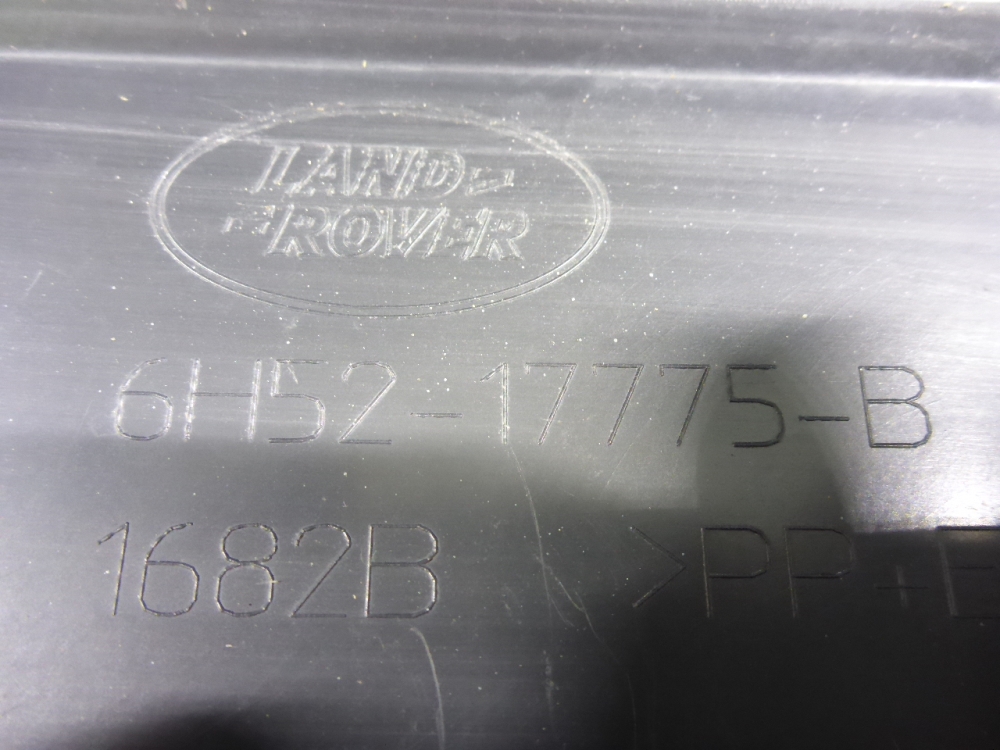 LAND
ROVER
6H52-17775-B
1682B >PP+E